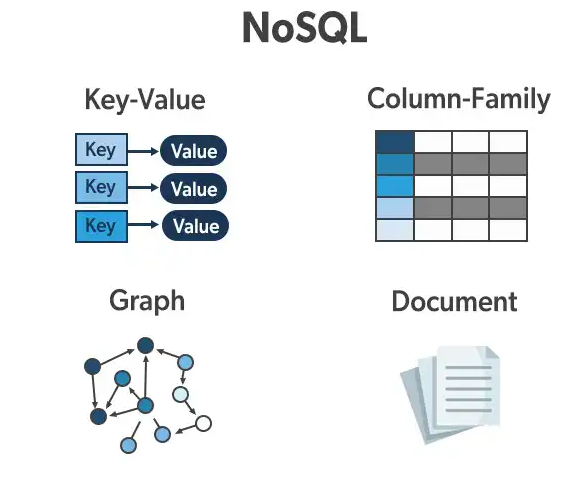 NoSQL
Key-Value
Column-Family
Key
Value
Key
Value
Key
Value
Graph
Document